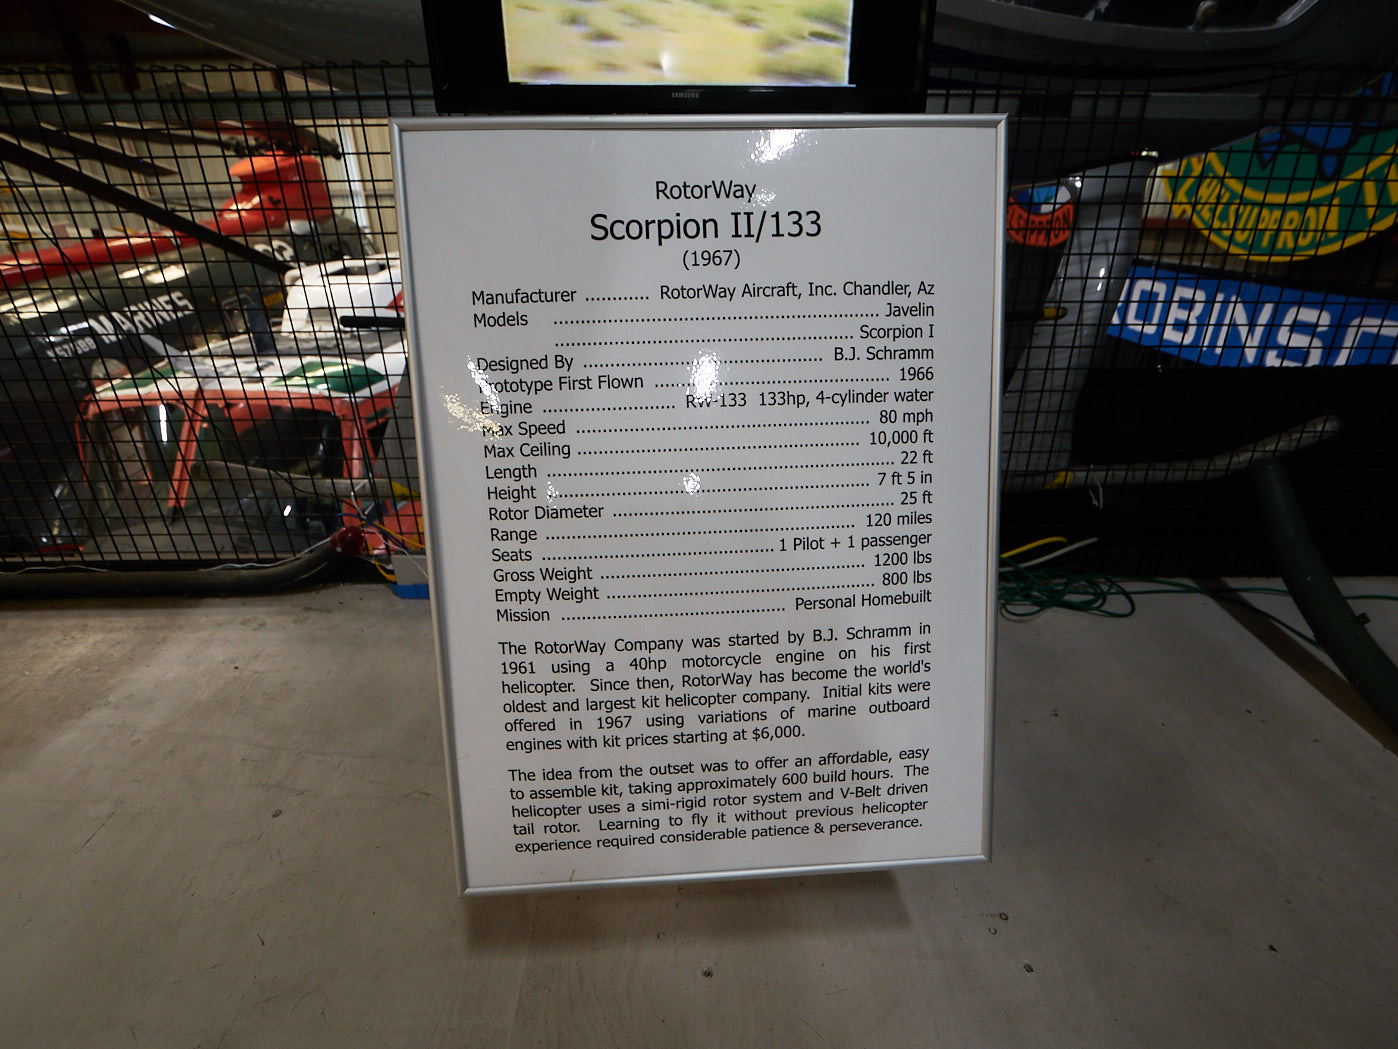 SAMSUNG
RotorWay
Scorpion II/133
(1967)
Manufacturer ............ RotorWay Aircraft, Inc. Chandler, Az
Models ............ Javelin
............ Scorpion I
Designed By ............ B.J. Schramm
Prototype First Flown ............ 1966
Engine ............ RW-133 133hp, 4-cylinder water
Max Speed ............ 80 mph
Max Ceiling ............ 10,000 ft
Length ............ 22 ft
Height ............ 7 ft 5 in
Rotor Diameter ............ 25 ft
Range ............ 120 miles
Seats ............ 1 Pilot + 1 passenger
Gross Weight ............ 1200 lbs
Empty Weight ............ 800 lbs
Mission ............ Personal Homebuilt
The RotorWay Company was started by B.J. Schramm in
1961 using a 40hp motorcycle engine on his first
helicopter. Since then, RotorWay has become the world's
oldest and largest kit helicopter company. Initial kits were
offered in 1967 using variations of marine outboard
engines with kit prices starting at $6,000.
The idea from the outset was to offer an affordable, easy
to assemble kit, taking approximately 600 build hours. The
helicopter uses a simi-rigid rotor system and V-Belt driven
tail rotor. Learning to fly it without previous helicopter
experience required considerable patience & perseverance.
MARINES
HELSUPPRON
OBINSO